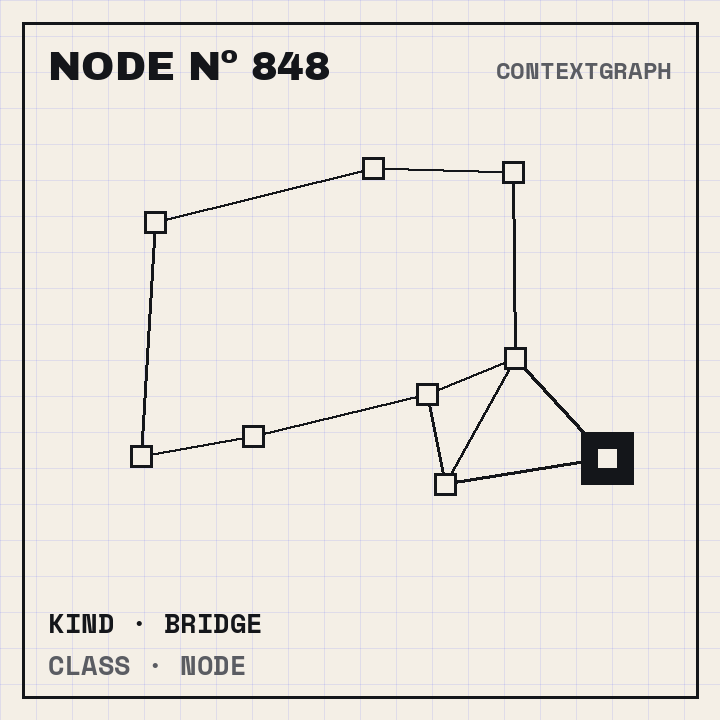 NODE Nº 848
CONTEXTGRAPH
KIND · BRIDGE
CLASS · NODE